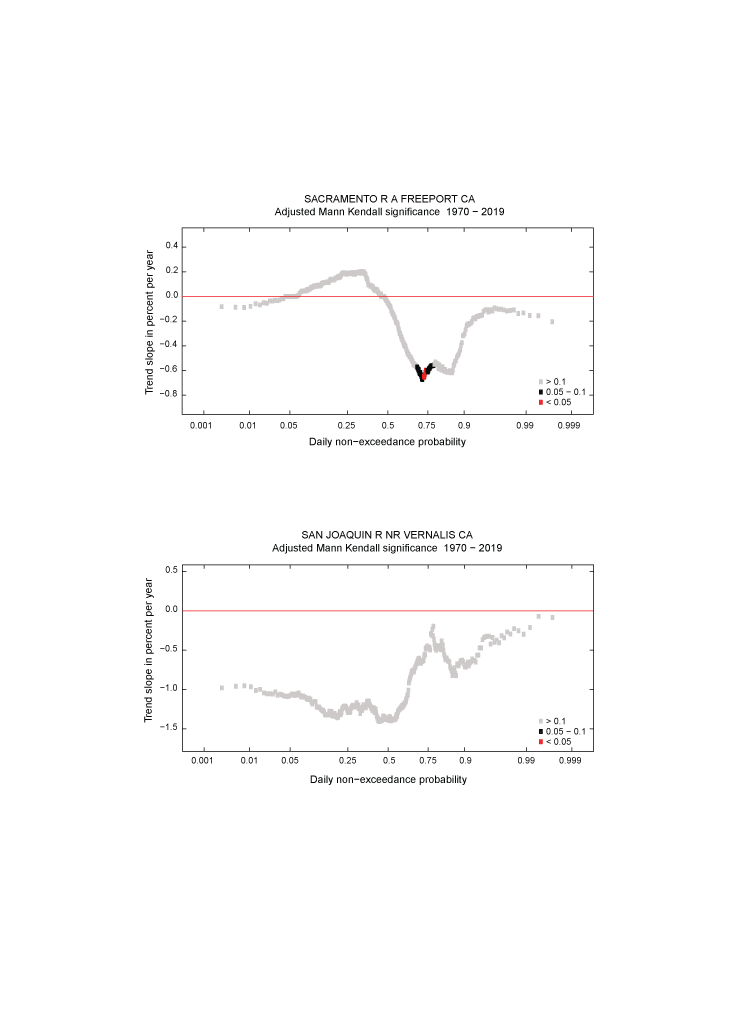 SACRAMENTO R A FREEPORT CA
Adjusted Mann Kendall significance 1970 − 2019
Trend slope in percent per year
0.4
0.2
0.0
−0.2
−0.4
−0.6
−0.8
> 0.1
0.05 − 0.1
< 0.05
0.001 0.01 0.05 0.25 0.5 0.75 0.9 0.99 0.999
Daily non−exceedance probability
SAN JOAQUIN R NR VERNALIS CA
Adjusted Mann Kendall significance 1970 − 2019
Trend slope in percent per year
0.5
0.0
−0.5
−1.0
−1.5
> 0.1
0.05 − 0.1
< 0.05
0.001 0.01 0.05 0.25 0.5 0.75 0.9 0.99 0.999
Daily non−exceedance probability